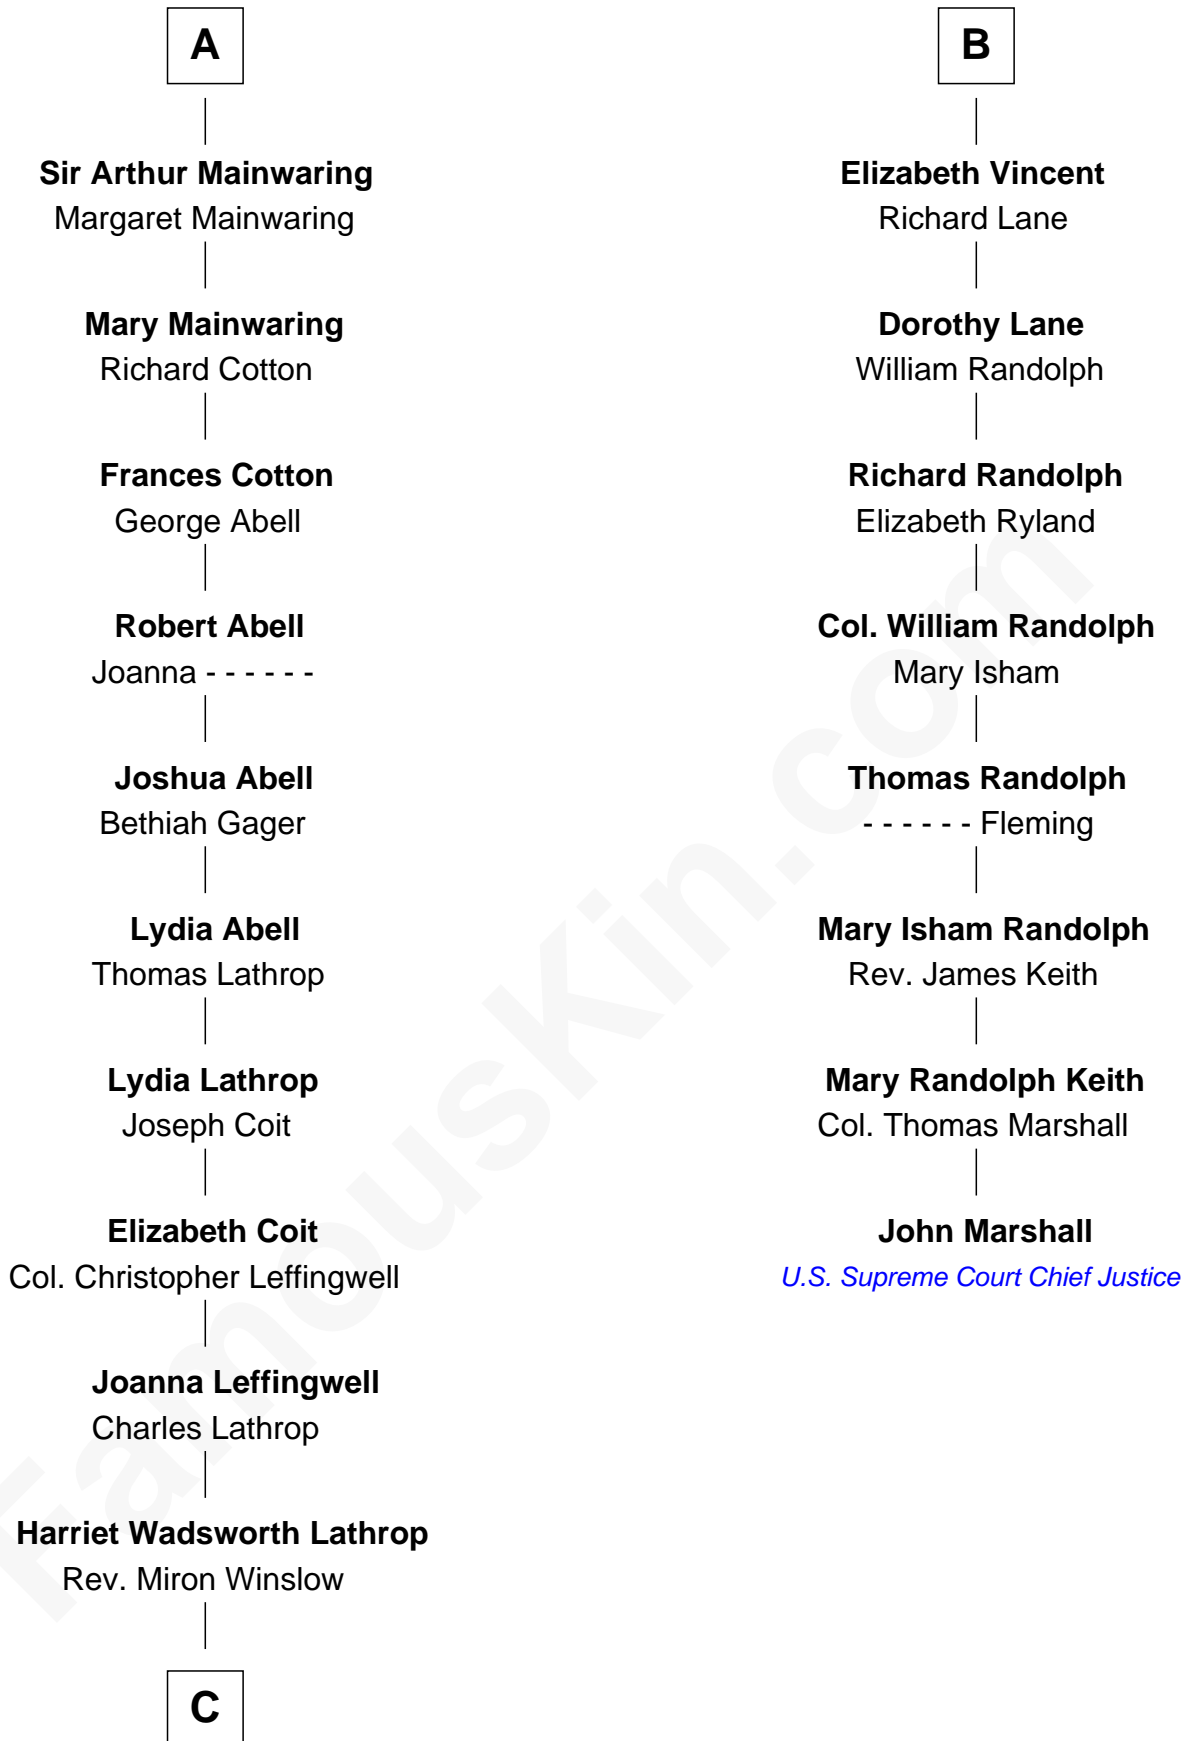 A
Sir Arthur Mainwaring
Margaret Mainwaring
Mary Mainwaring
Richard Cotton
Frances Cotton
George Abell
Robert Abell
Joanna - - - - - -
Joshua Abell
Bethiah Gager
Lydia Abell
Thomas Lathrop
Lydia Lathrop
Joseph Coit
Elizabeth Coit
Col. Christopher Leffingwell
Joanna Leffingwell
Charles Lathrop
Harriet Wadsworth Lathrop
Rev. Miron Winslow
C
B
Elizabeth Vincent
Richard Lane
Dorothy Lane
William Randolph
Richard Randolph
Elizabeth Ryland
Col. William Randolph
Mary Isham
Thomas Randolph
- - - - - - Fleming
Mary Isham Randolph
Rev. James Keith
Mary Randolph Keith
Col. Thomas Marshall
John Marshall
U.S. Supreme Court Chief Justice
FamousKin.com